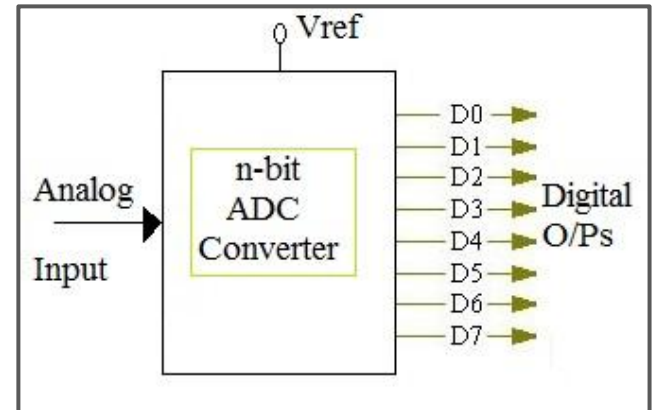 Vref
Analog
Input
n-bit
ADC
Converter
D0
D1
D2
D3
D4
D5
D6
D7
Digital
O/Ps